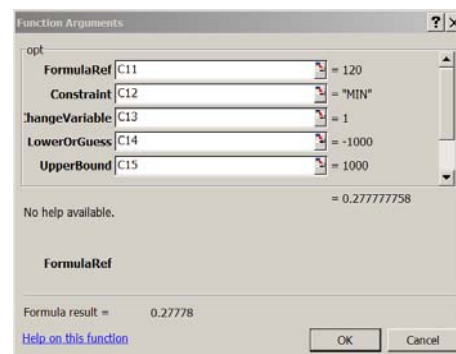 Function Arguments
opt
FormulaRef C11 = 120
Constraint C12 = "MIN"
ChangeVariable C13 = 1
LowerOrGuess C14 = -1000
UpperBound C15 = 1000
= 0.277777758
No help available.
FormulaRef
Formula result = 0.27778
Help on this function OK Cancel